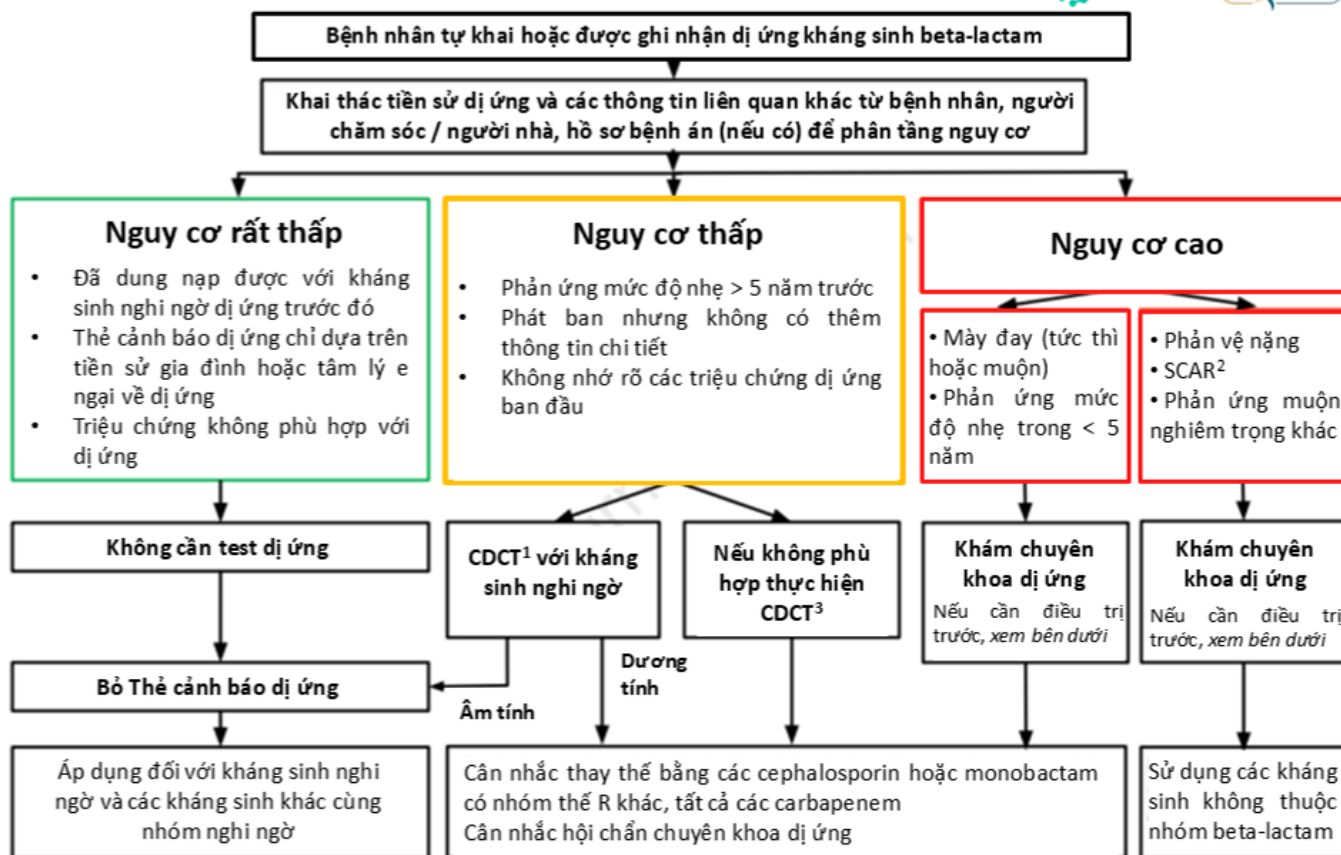 Bệnh nhân tự khai hoặc được ghi nhận dị ứng kháng sinh beta-lactam
Khai thác tiền sử dị ứng và các thông tin liên quan khác từ bệnh nhân, người
chăm sóc / người nhà, hồ sơ bệnh án (nếu có) để phân tầng nguy cơ
Nguy cơ rất thấp
• Đã dung nạp được với kháng
sinh nghi ngờ dị ứng trước đó
• Thẻ cảnh báo dị ứng chỉ dựa trên
tiền sử gia đình hoặc tâm lý e
ngại về dị ứng
• Triệu chứng không phù hợp với
dị ứng
Nguy cơ thấp
• Phản ứng mức độ nhẹ > 5 năm trước
• Phát ban nhưng không có thêm
thông tin chi tiết
• Không nhớ rõ các triệu chứng dị ứng
ban đầu
Nguy cơ cao
• Mày đay (tức thì
hoặc muộn)
• Phản ứng mức
độ nhẹ trong < 5
năm
• Phản vệ nặng
• SCAR²
• Phản ứng muộn
nghiêm trọng khác
Không cần test dị ứng
CDCT¹ với kháng
sinh nghi ngờ
Nếu không phù
hợp thực hiện
CDCT³
Khám chuyên
khoa dị ứng
Nếu cần điều trị
trước, xem bên dưới
Khám chuyên
khoa dị ứng
Nếu cần điều trị
trước, xem bên dưới
Bỏ Thẻ cảnh báo dị ứng
Âm tính
Dương
tính
Áp dụng đối với kháng sinh nghi
ngờ và các kháng sinh khác cùng
nhóm nghi ngờ
Cân nhắc thay thế bằng các cephalosporin hoặc monobactam
có nhóm thế R khác, tất cả các carbapenem
Cân nhắc hội chẩn chuyên khoa dị ứng
Sử dụng các kháng
sinh không thuộc
nhóm beta-lactam